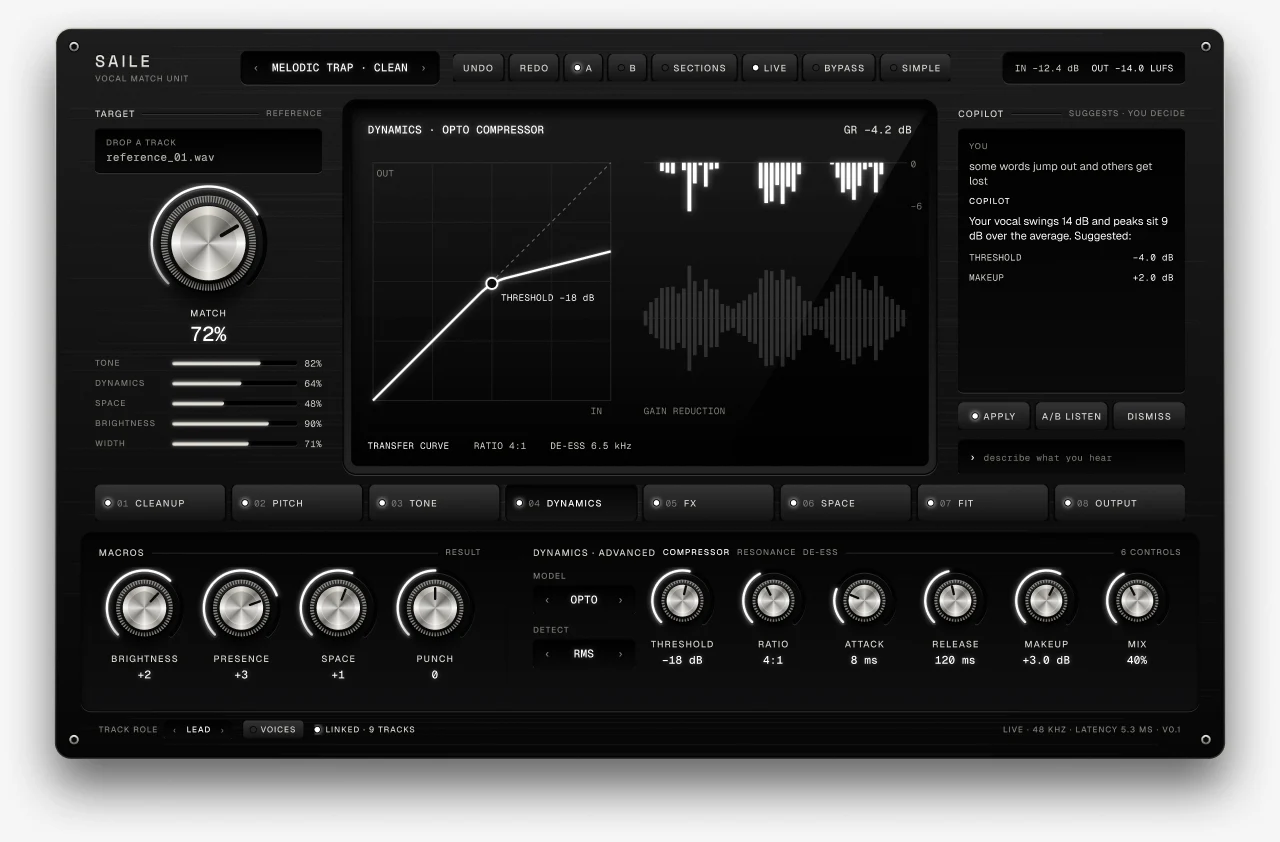 SAILE
VOCAL MATCH UNIT
‹ MELODIC TRAP · CLEAN ›
UNDO
REDO
A
B
SECTIONS
LIVE
BYPASS
SIMPLE
IN −12.4 dB OUT −14.0 LUFS
TARGET
REFERENCE
DROP A TRACK
reference_01.wav
MATCH
72%
TONE 82%
DYNAMICS 64%
SPACE 48%
BRIGHTNESS 90%
WIDTH 71%
DYNAMICS · OPTO COMPRESSOR
GR −4.2 dB
OUT
THRESHOLD −18 dB
IN
0
−6
GAIN REDUCTION
TRANSFER CURVE RATIO 4:1 DE-ESS 6.5 kHz
COPILOT
SUGGESTS · YOU DECIDE
YOU
some words jump out and others get
lost
COPILOT
Your vocal swings 14 dB and peaks sit 9
dB over the average. Suggested:
THRESHOLD −4.0 dB
MAKEUP +2.0 dB
APPLY
A/B LISTEN
DISMISS
› describe what you hear
01 CLEANUP
02 PITCH
03 TONE
04 DYNAMICS
05 FX
06 SPACE
07 FIT
08 OUTPUT
MACROS
RESULT
BRIGHTNESS
+2
PRESENCE
+3
SPACE
+1
PUNCH
0
DYNAMICS · ADVANCED COMPRESSOR RESONANCE DE-ESS
6 CONTROLS
MODEL
‹ OPTO ›
DETECT
‹ RMS ›
THRESHOLD
−18 dB
RATIO
4:1
ATTACK
8 ms
RELEASE
120 ms
MAKEUP
+3.0 dB
MIX
40%
TRACK ROLE ‹ LEAD › VOICES LINKED · 9 TRACKS
LIVE · 48 KHZ · LATENCY 5.3 MS · V0.1